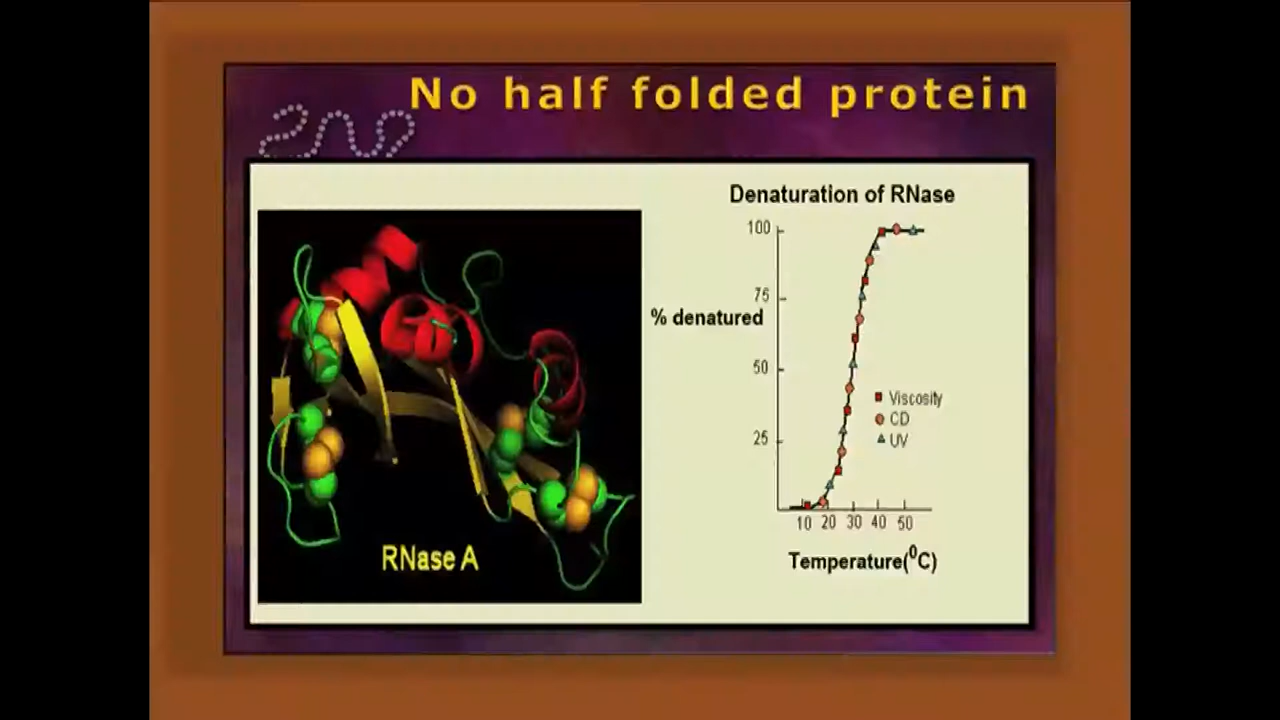 No half folded protein
RNase A
Denaturation of RNase
100
75
% denatured
50
25
Viscosity
CD
UV
10 20 30 40 50
Temperature(⁰C)